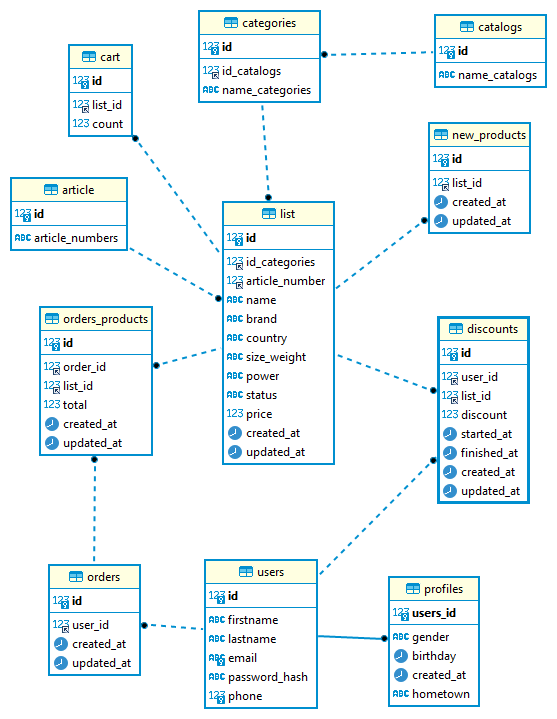 categories
123 id
123 id_catalogs
ABC name_categories
catalogs
123 id
ABC name_catalogs
cart
123 id
123 list_id
123 count
new_products
123 id
123 list_id
created_at
updated_at
article
123 id
ABC article_numbers
list
123 id
123 id_categories
123 article_number
ABC name
ABC brand
ABC country
ABC size_weight
ABC power
ABC status
123 price
created_at
updated_at
orders_products
123 id
123 order_id
123 list_id
123 total
created_at
updated_at
discounts
123 id
123 user_id
123 list_id
123 discount
started_at
finished_at
created_at
updated_at
orders
123 id
123 user_id
created_at
updated_at
users
123 id
ABC firstname
ABC lastname
ABC email
ABC password_hash
123 phone
profiles
123 users_id
ABC gender
birthday
created_at
ABC hometown